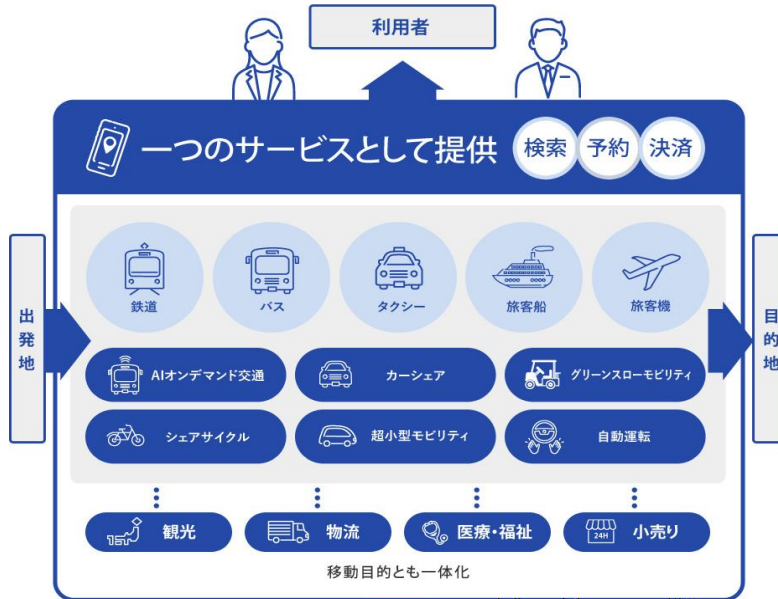 利用者
一つのサービスとして提供 検索 予約 決済
出発地
鉄道 バス タクシー 旅客船 旅客機
AIオンデマンド交通 カーシェア グリーンスローモビリティ
シェアサイクル 超小型モビリティ 自動運転
目的地
観光 物流 医療・福祉 24H 小売り
移動目的とも一体化